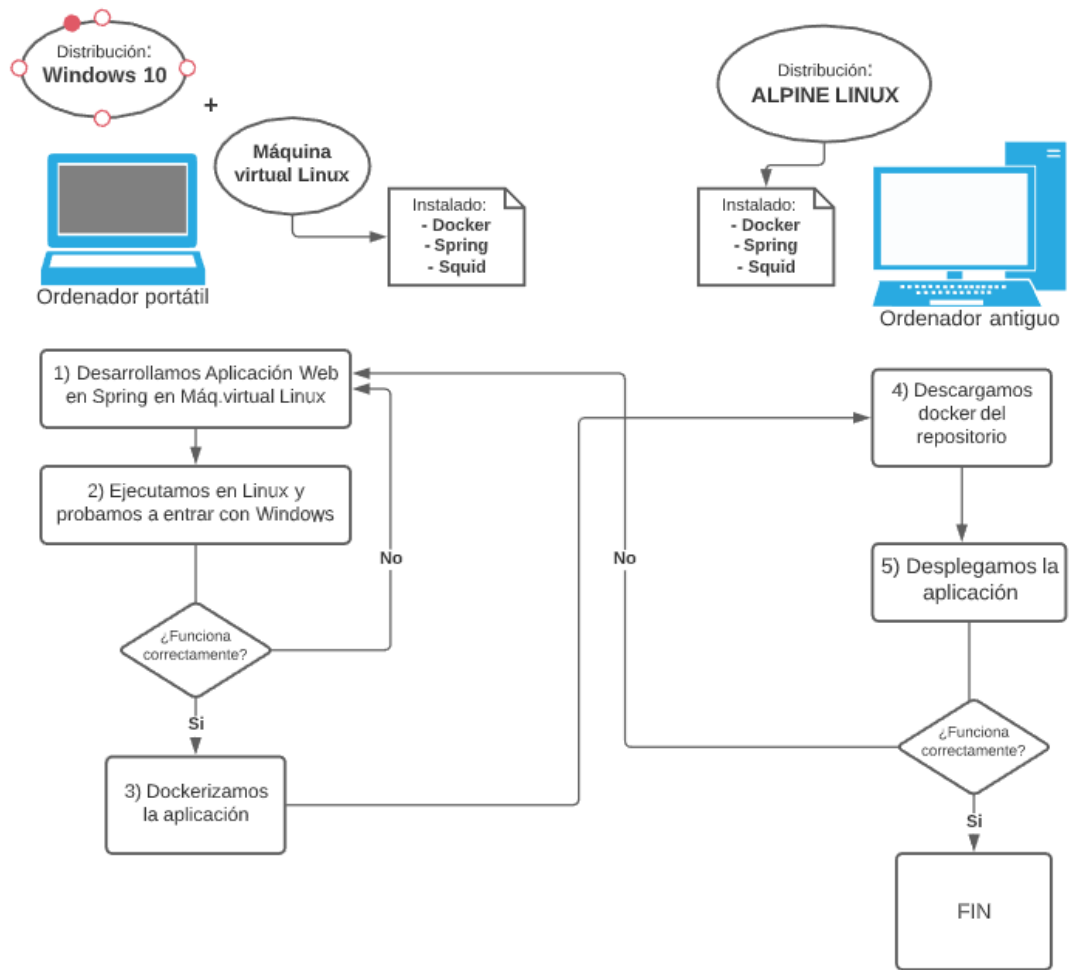 Distribución:
Windows 10
+
Máquina
virtual Linux
Instalado:
- Docker
- Spring
- Squid
Ordenador portátil
Distribución:
ALPINE LINUX
Instalado:
- Docker
- Spring
- Squid
Ordenador antiguo
1) Desarrollamos Aplicación Web
en Spring en Máq.virtual Linux
2) Ejecutamos en Linux y
probamos a entrar con Windows
No
¿Funciona
correctamente?
Si
3) Dockerizamos
la aplicación
No
4) Descargamos
docker del
repositorio
5) Desplegamos la
aplicación
¿Funciona
correctamente?
Si
FIN